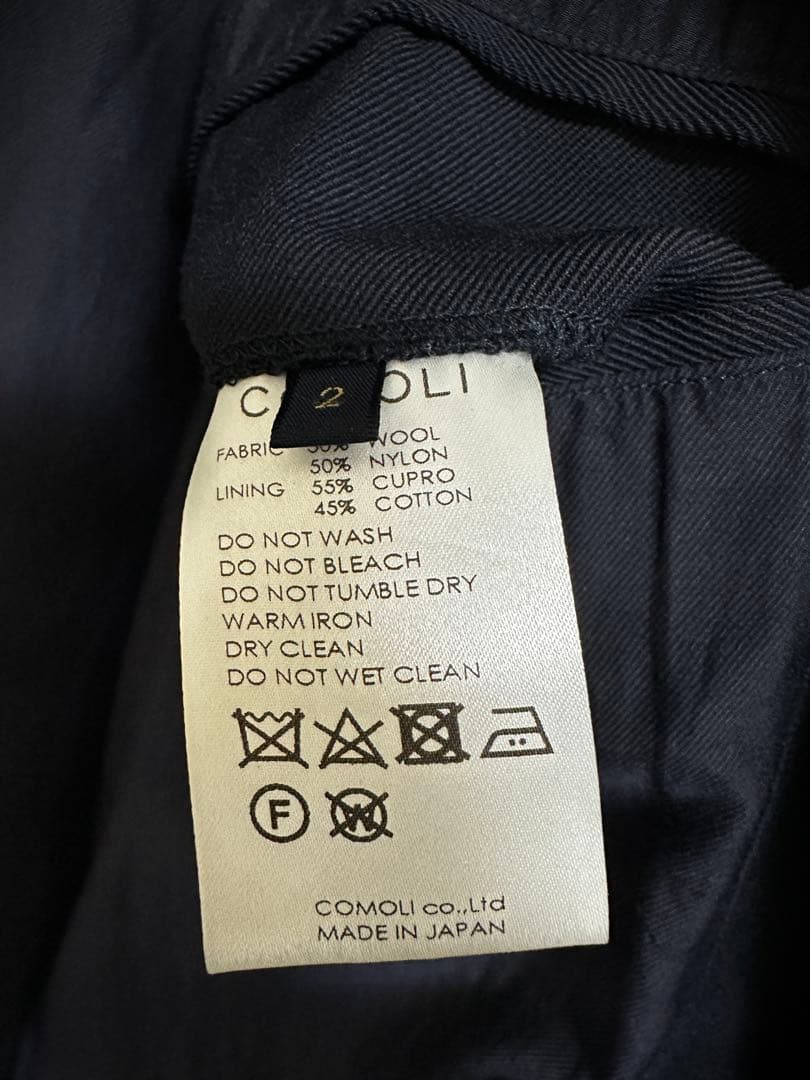 2
FABRIC WOOL
50% NYLON
LINING 55% CUPRO
45% COTTON
DO NOT WASH
DO NOT BLEACH
DO NOT TUMBLE DRY
WARM IRON
DRY CLEAN
DO NOT WET CLEAN
F W
COMOLI co.,Ltd
MADE IN JAPAN